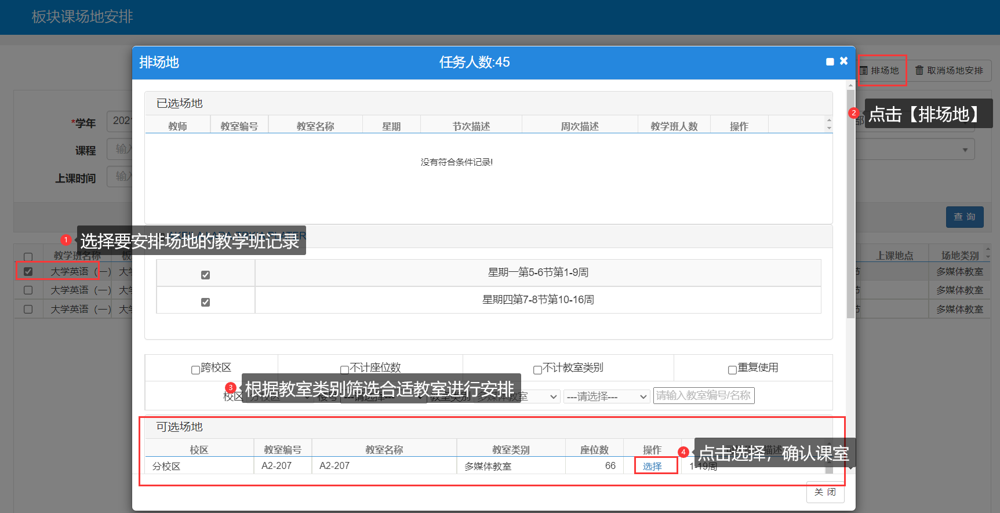 板块课场地安排
排场地
任务人数:45
排场地
取消场地安排
2
点击【排场地】
*学年
202
部
课程
输入
上课时间
输入
查 询
已选场地
教师 教室编号 教室名称 星期 节次描述 周次描述 教学班人数 操作
没有符合条件记录!
1
选择要安排场地的教学班记录
教学班名称 板
上课地点 场地类别
大学英语（一） 大学
节
多媒体教室
大学英语（一） 大学
节
多媒体教室
大学英语（一） 大学
节
多媒体教室
星期一第5-6节第1-9周
星期四第7-8节第10-16周
跨校区 不计座位数 不计教室类别 重复使用
3
根据教室类别筛选合适教室进行安排
校区 分校区 楼号 ---请选择--- 教室类别 多媒体教室 ---请选择--- 请输入教室编号/名称
可选场地
校区 教室编号 教室名称 教室类别 座位数 操作 描述
4
点击选择，确认课室
分校区 A2-207 A2-207 多媒体教室 66 选择 1-19周
关 闭